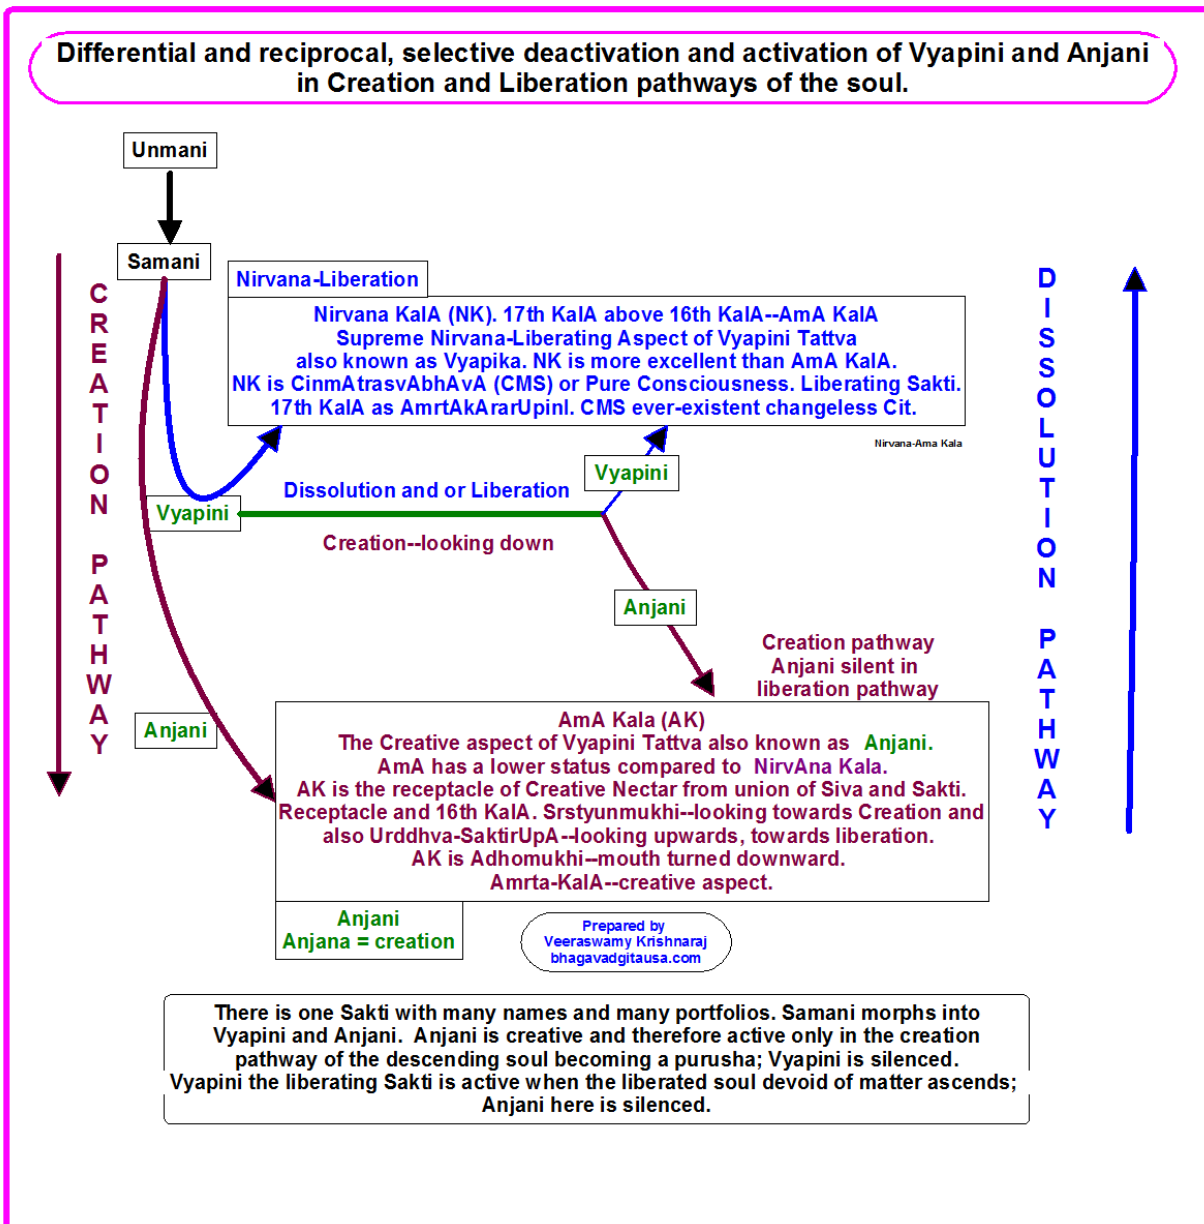 Differential and reciprocal, selective deactivation and activation of Vyapini and Anjani
in Creation and Liberation pathways of the soul.
Unmani
Samani
CREATION PATHWAY
Nirvana-Liberation
Nirvana KalA (NK). 17th KalA above 16th KalA--AmA KalA
Supreme Nirvana-Liberating Aspect of Vyapini Tattva
also known as Vyapika. NK is more excellent than AmA KalA.
NK is CinmAtrasvAbhAvA (CMS) or Pure Consciousness. Liberating Sakti.
17th KalA as AmrtAkArarUpinI. CMS ever-existent changeless Cit.
Nirvana-Ama Kala
DISSOLUTION PATHWAY
Vyapini
Dissolution and or Liberation
Vyapini
Creation--looking down
Anjani
Creation pathway
Anjani silent in
liberation pathway
Anjani
AmA Kala (AK)
The Creative aspect of Vyapini Tattva also known as Anjani.
AmA has a lower status compared to NirvAna Kala.
AK is the receptacle of Creative Nectar from union of Siva and Sakti.
Receptacle and 16th KalA. Srstyunmukhi--looking towards Creation and
also Urddhva-SaktirUpA--looking upwards, towards liberation.
AK is Adhomukhi--mouth turned downward.
Amrta-KalA--creative aspect.
Anjani
Anjana = creation
Prepared by
Veeraswamy Krishnaraj
bhagavadgitausa.com
There is one Sakti with many names and many portfolios. Samani morphs into
Vyapini and Anjani. Anjani is creative and therefore active only in the creation
pathway of the descending soul becoming a purusha; Vyapini is silenced.
Vyapini the liberating Sakti is active when the liberated soul devoid of matter ascends;
Anjani here is silenced.